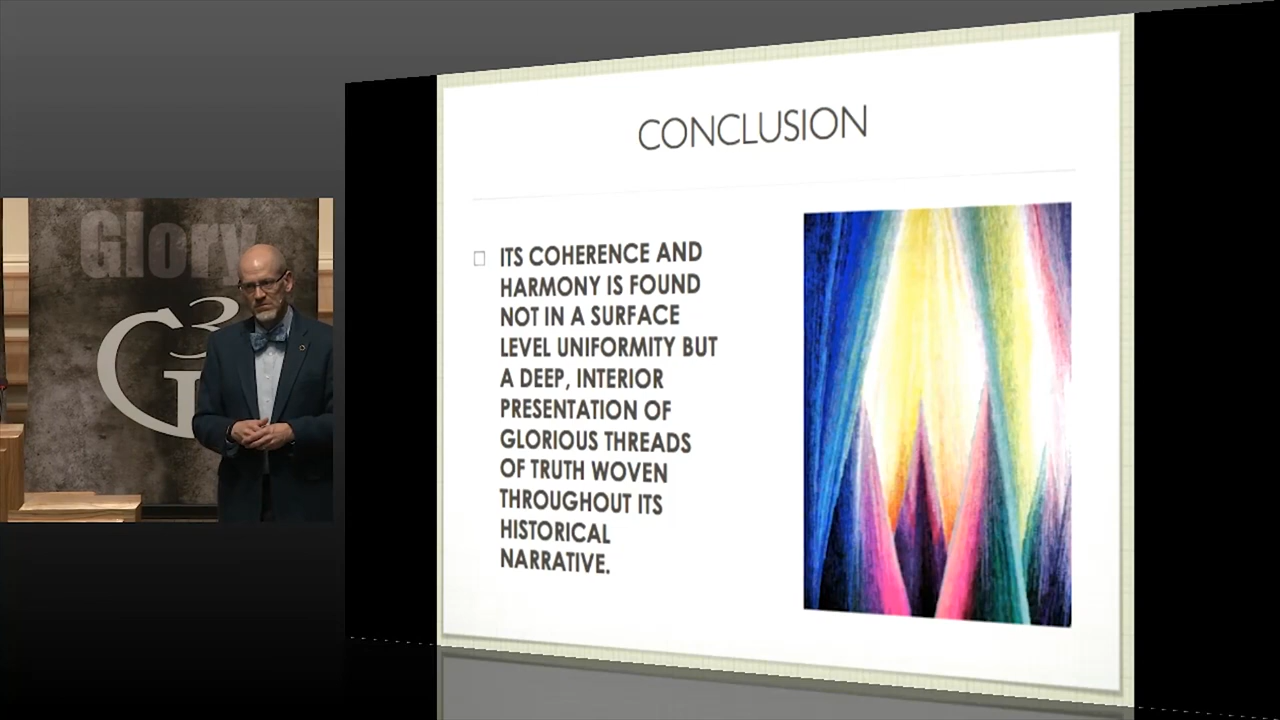 Glory
G3
CONCLUSION
ITS COHERENCE AND
HARMONY IS FOUND
NOT IN A SURFACE
LEVEL UNIFORMITY BUT
A DEEP, INTERIOR
PRESENTATION OF
GLORIOUS THREADS
OF TRUTH WOVEN
THROUGHOUT ITS
HISTORICAL
NARRATIVE.